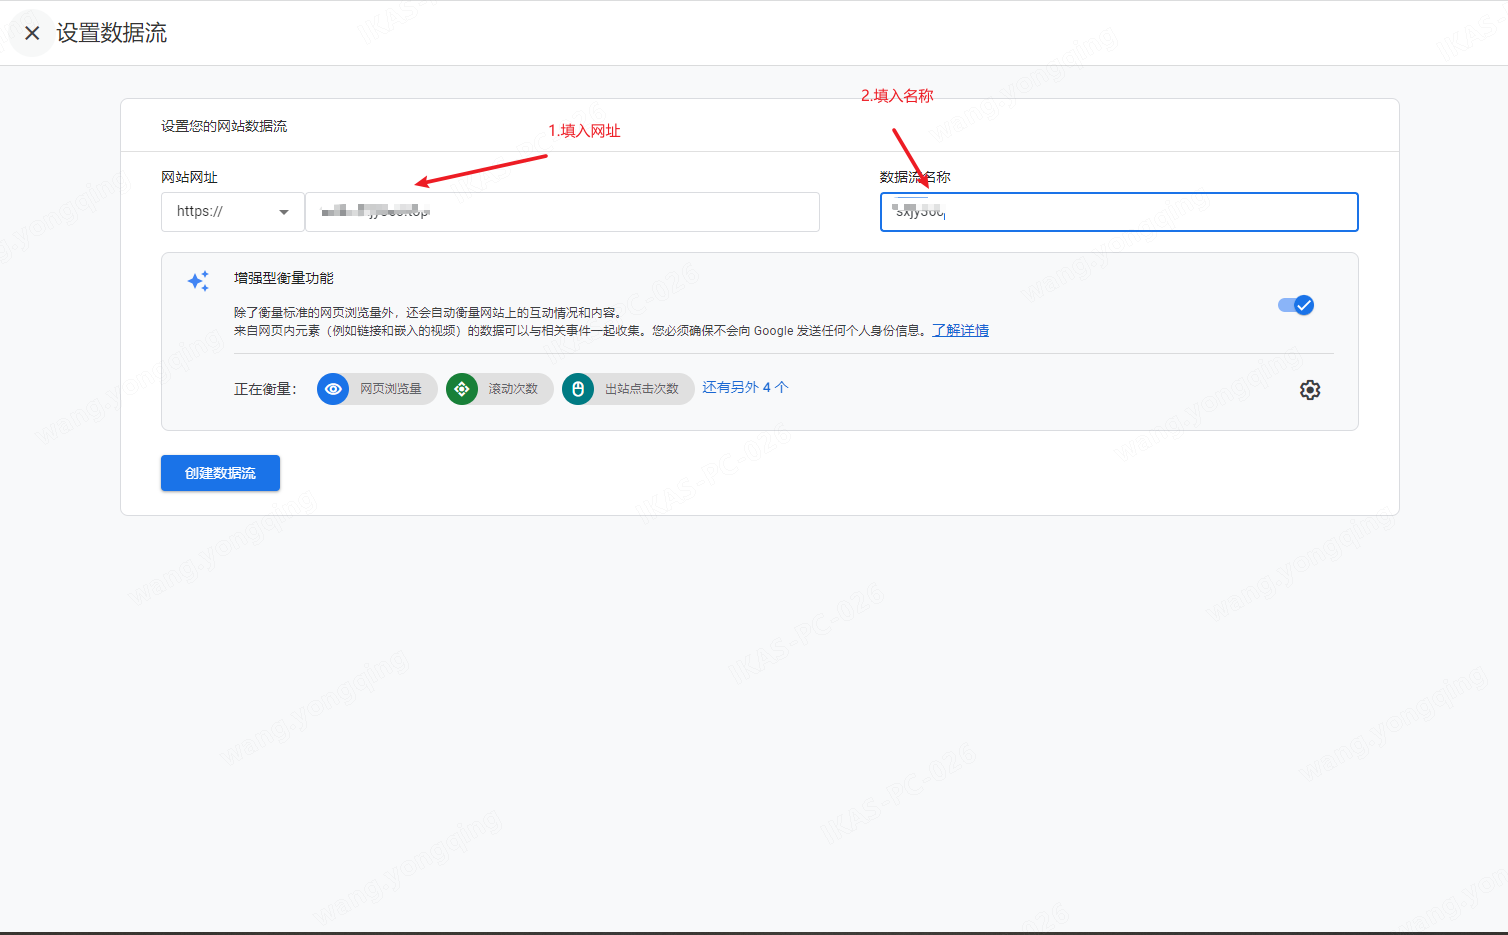 设置数据流
2.填入名称
设置您的网站数据流
1.填入网址
网站网址
数据流名称
https://
增强型衡量功能
除了衡量标准的网页浏览量外，还会自动衡量网站上的互动情况和内容。
来自网页内元素（例如链接和嵌入的视频）的数据可以与相关事件一起收集。您必须确保不会向 Google 发送任何个人身份信息。 了解详情
正在衡量： 网页浏览量 滚动次数 出站点击次数 还有另外 4 个
创建数据流
wang.yongqing
IKAS-PC-026